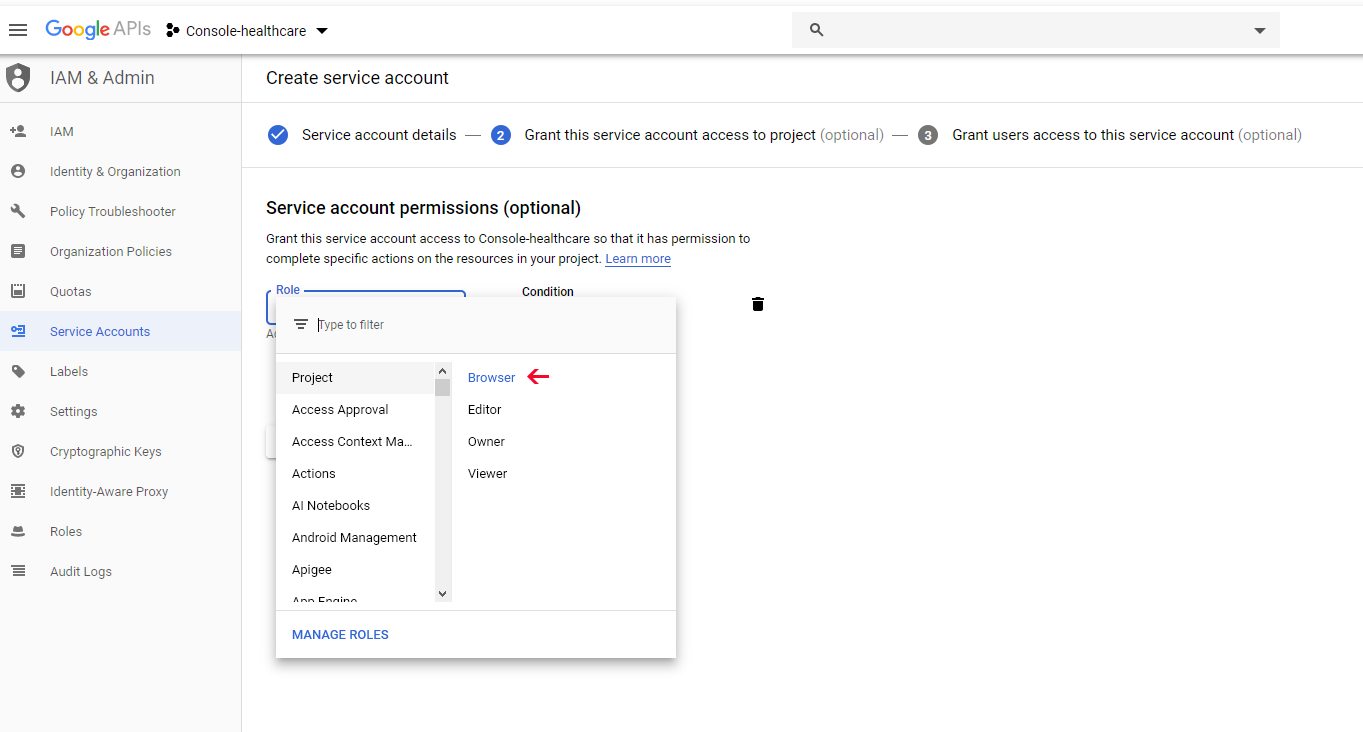 Google APIs
Console-healthcare
IAM & Admin
IAM
Identity & Organization
Policy Troubleshooter
Organization Policies
Quotas
Service Accounts
Labels
Settings
Cryptographic Keys
Identity-Aware Proxy
Roles
Audit Logs
Create service account
Service account details
2 Grant this service account access to project (optional)
3 Grant users access to this service account (optional)
Service account permissions (optional)
Grant this service account access to Console-healthcare so that it has permission to
complete specific actions on the resources in your project. Learn more
Role
Condition
Type to filter
Project
Access Approval
Access Context Ma...
Actions
AI Notebooks
Android Management
Apigee
App Engine
Browser
Editor
Owner
Viewer
MANAGE ROLES